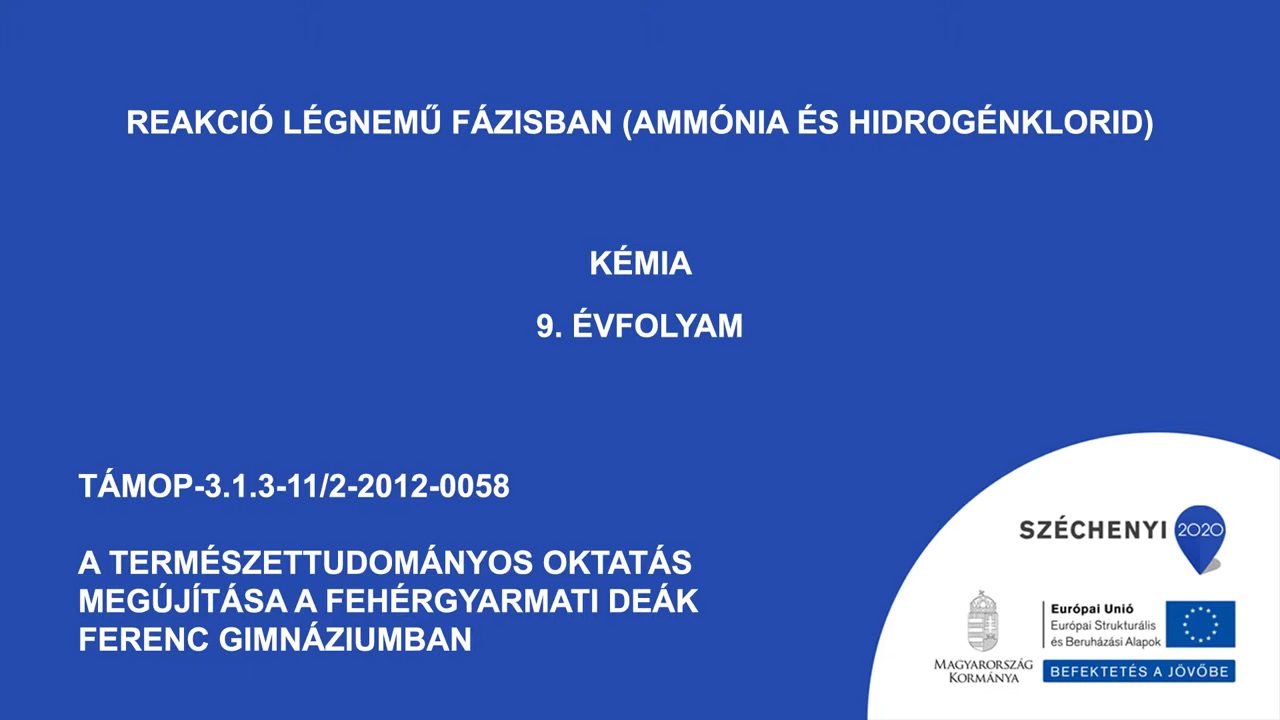 REAKCIÓ LÉGNEMŰ FÁZISBAN (AMMÓNIA ÉS HIDROGÉNKLORID)
KÉMIA
9. ÉVFOLYAM
TÁMOP-3.1.3-11/2-2012-0058
A TERMÉSZETTUDOMÁNYOS OKTATÁS
MEGÚJÍTÁSA A FEHÉRGYARMATI DEÁK
FERENC GIMNÁZIUMBAN
SZÉCHENYI 2020
MAGYARORSZÁG
KORMÁNYA
Európai Unió
Európai Strukturális
és Beruházási Alapok
BEFEKTETÉS A JÖVŐBE